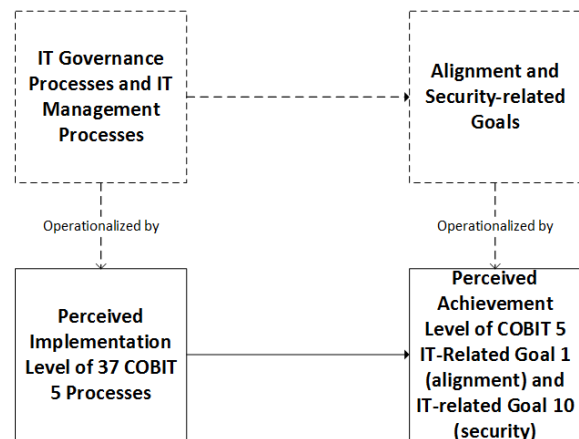 IT Governance
Processes and IT
Management
Processes
Alignment and
Security-related
Goals
Operationalized by
Operationalized by
Perceived
Implementation
Level of 37 COBIT
5 Processes
Perceived
Achievement
Level of COBIT 5
IT-Related Goal 1
(alignment) and
IT-related Goal 10
(security)